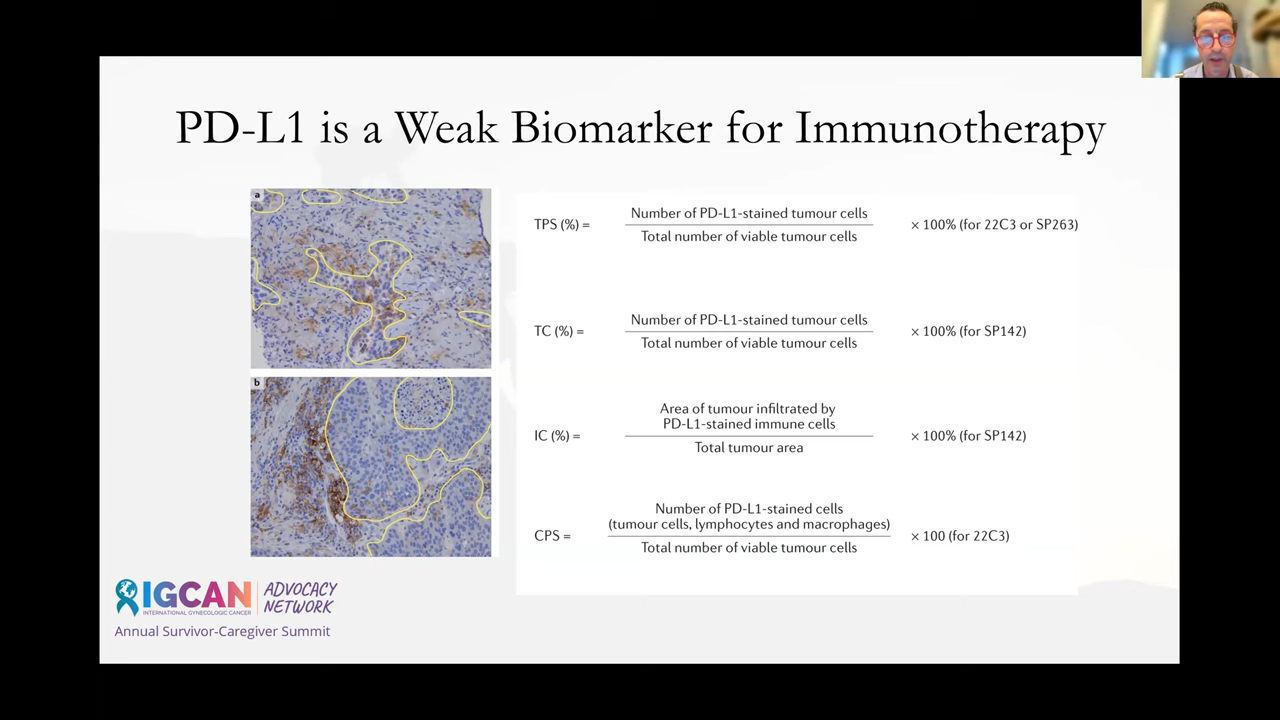 PD-L1 is a Weak Biomarker for Immunotherapy
a
b
TPS (%) =
Number of PD-L1-stained tumour cells
Total number of viable tumour cells
× 100% (for 22C3 or SP263)
TC (%) =
Number of PD-L1-stained tumour cells
Total number of viable tumour cells
× 100% (for SP142)
IC (%) =
Area of tumour infiltrated by
PD-L1-stained immune cells
Total tumour area
× 100% (for SP142)
CPS =
Number of PD-L1-stained cells
(tumour cells, lymphocytes and macrophages)
Total number of viable tumour cells
× 100 (for 22C3)
IGCAN
INTERNATIONAL GYNECOLOGIC CANCER
ADVOCACY
NETWORK
Annual Survivor-Caregiver Summit